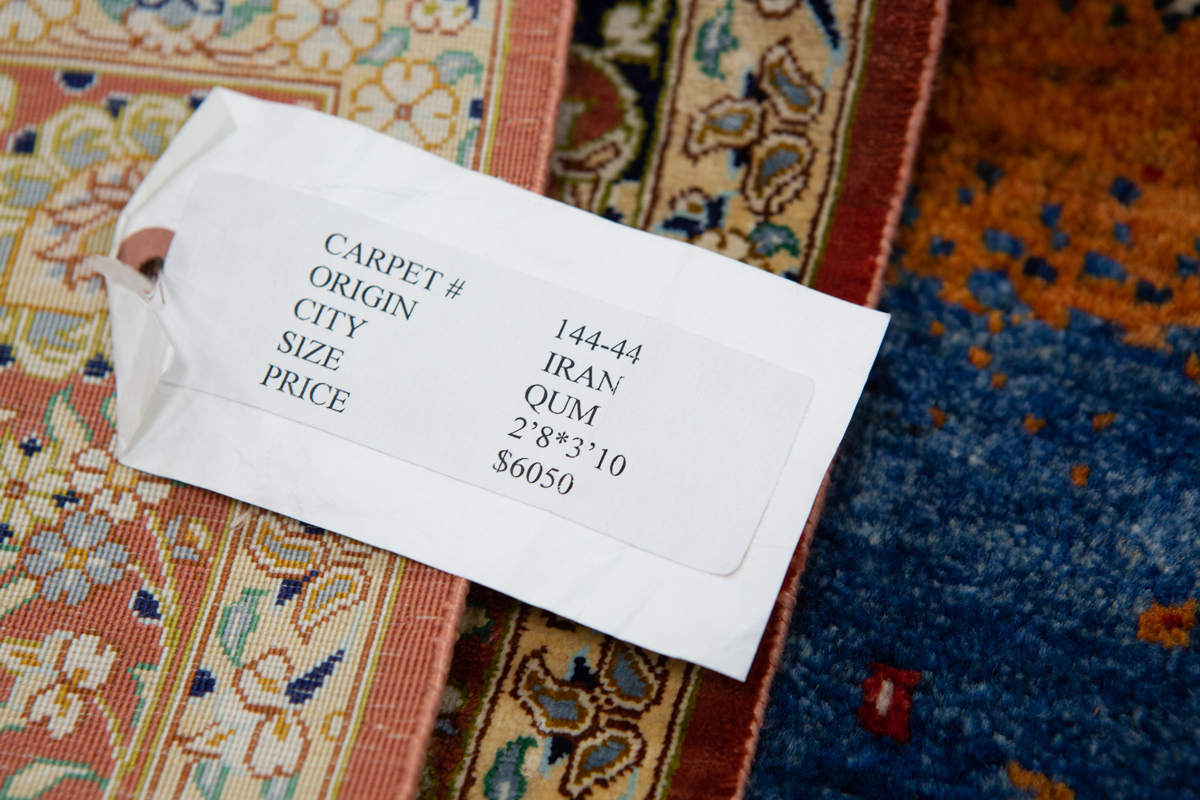 CARPET # 144-44
ORIGIN IRAN
CITY QUM
SIZE 2’8*3’10
PRICE $6050